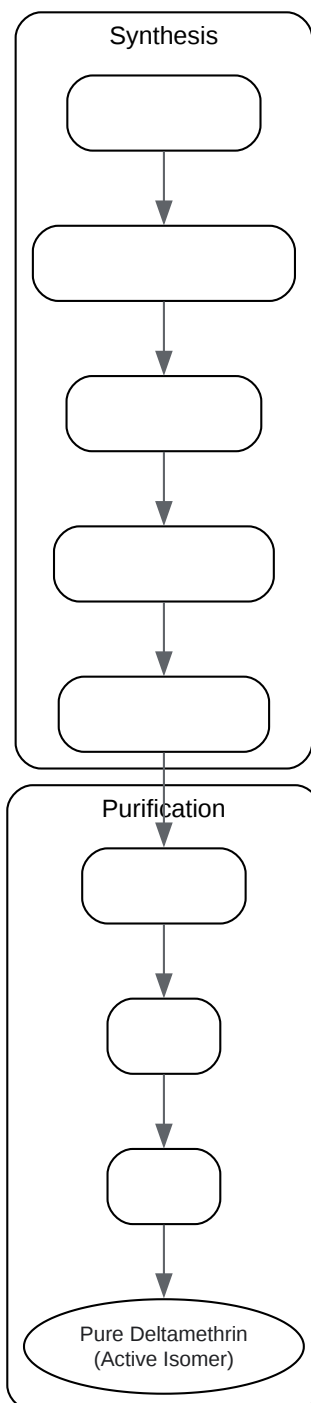 Synthesis
Purification
Pure Deltamethrin
(Active Isomer)